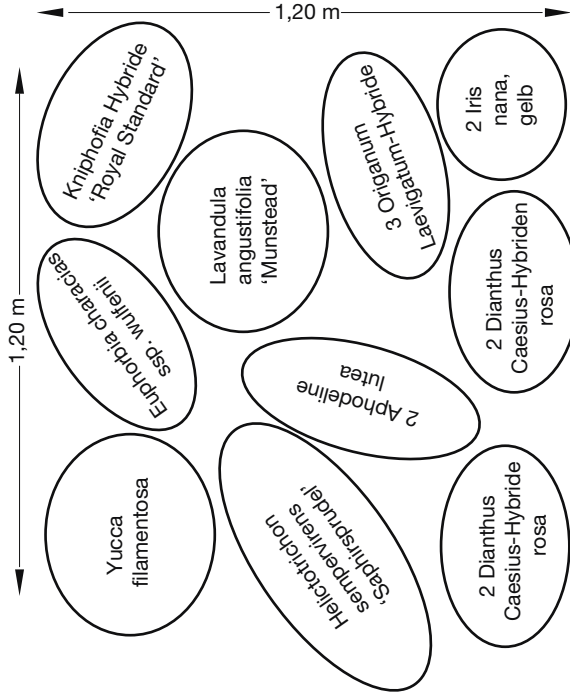 1,20 m
1,20 m
Kniphofia Hybride
‘Royal Standard’
Euphorbia characias
ssp. wulfenii
Yucca
filamentosa
Lavandula
angustifolia
‘Munstead’
3 Origanum
Laevigatum-Hybride
2 Aphodeline
lutea
Helictotrichon
sempervirens
‘Saphirsprudel’
2 Iris
nana,
gelb
2 Dianthus
Caesius-Hybriden
rosa
2 Dianthus
Caesius-Hybride
rosa